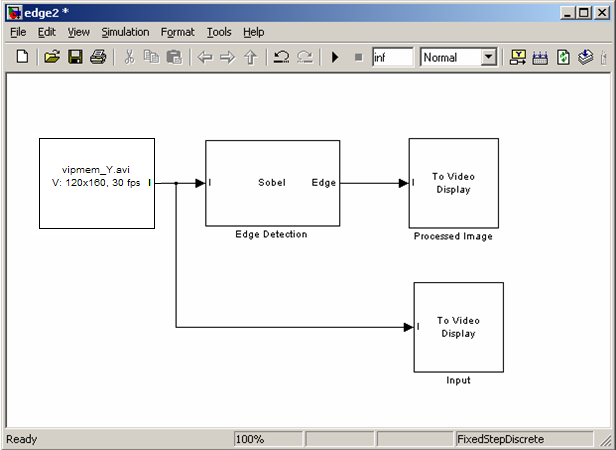 edge2 *
File Edit View Simulation Format Tools Help
inf Normal
vipmem_Y.avi
V: 120x160, 30 fps I
I Sobel Edge
Edge Detection
I To Video
Display
Processed Image
I To Video
Display
Input
Ready 100% FixedStepDiscrete